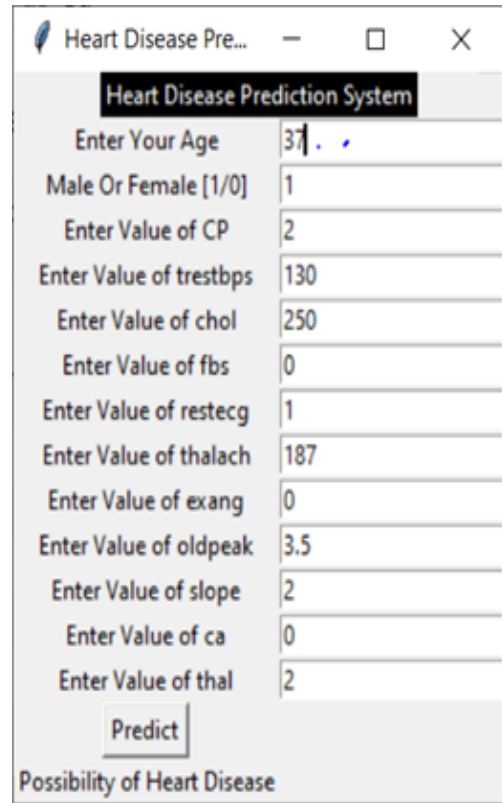 Heart Disease Pre...
Heart Disease Prediction System
Enter Your Age 37
Male Or Female [1/0] 1
Enter Value of CP 2
Enter Value of trestbps 130
Enter Value of chol 250
Enter Value of fbs 0
Enter Value of restecg 1
Enter Value of thalach 187
Enter Value of exang 0
Enter Value of oldpeak 3.5
Enter Value of slope 2
Enter Value of ca 0
Enter Value of thal 2
Predict
Possibility of Heart Disease